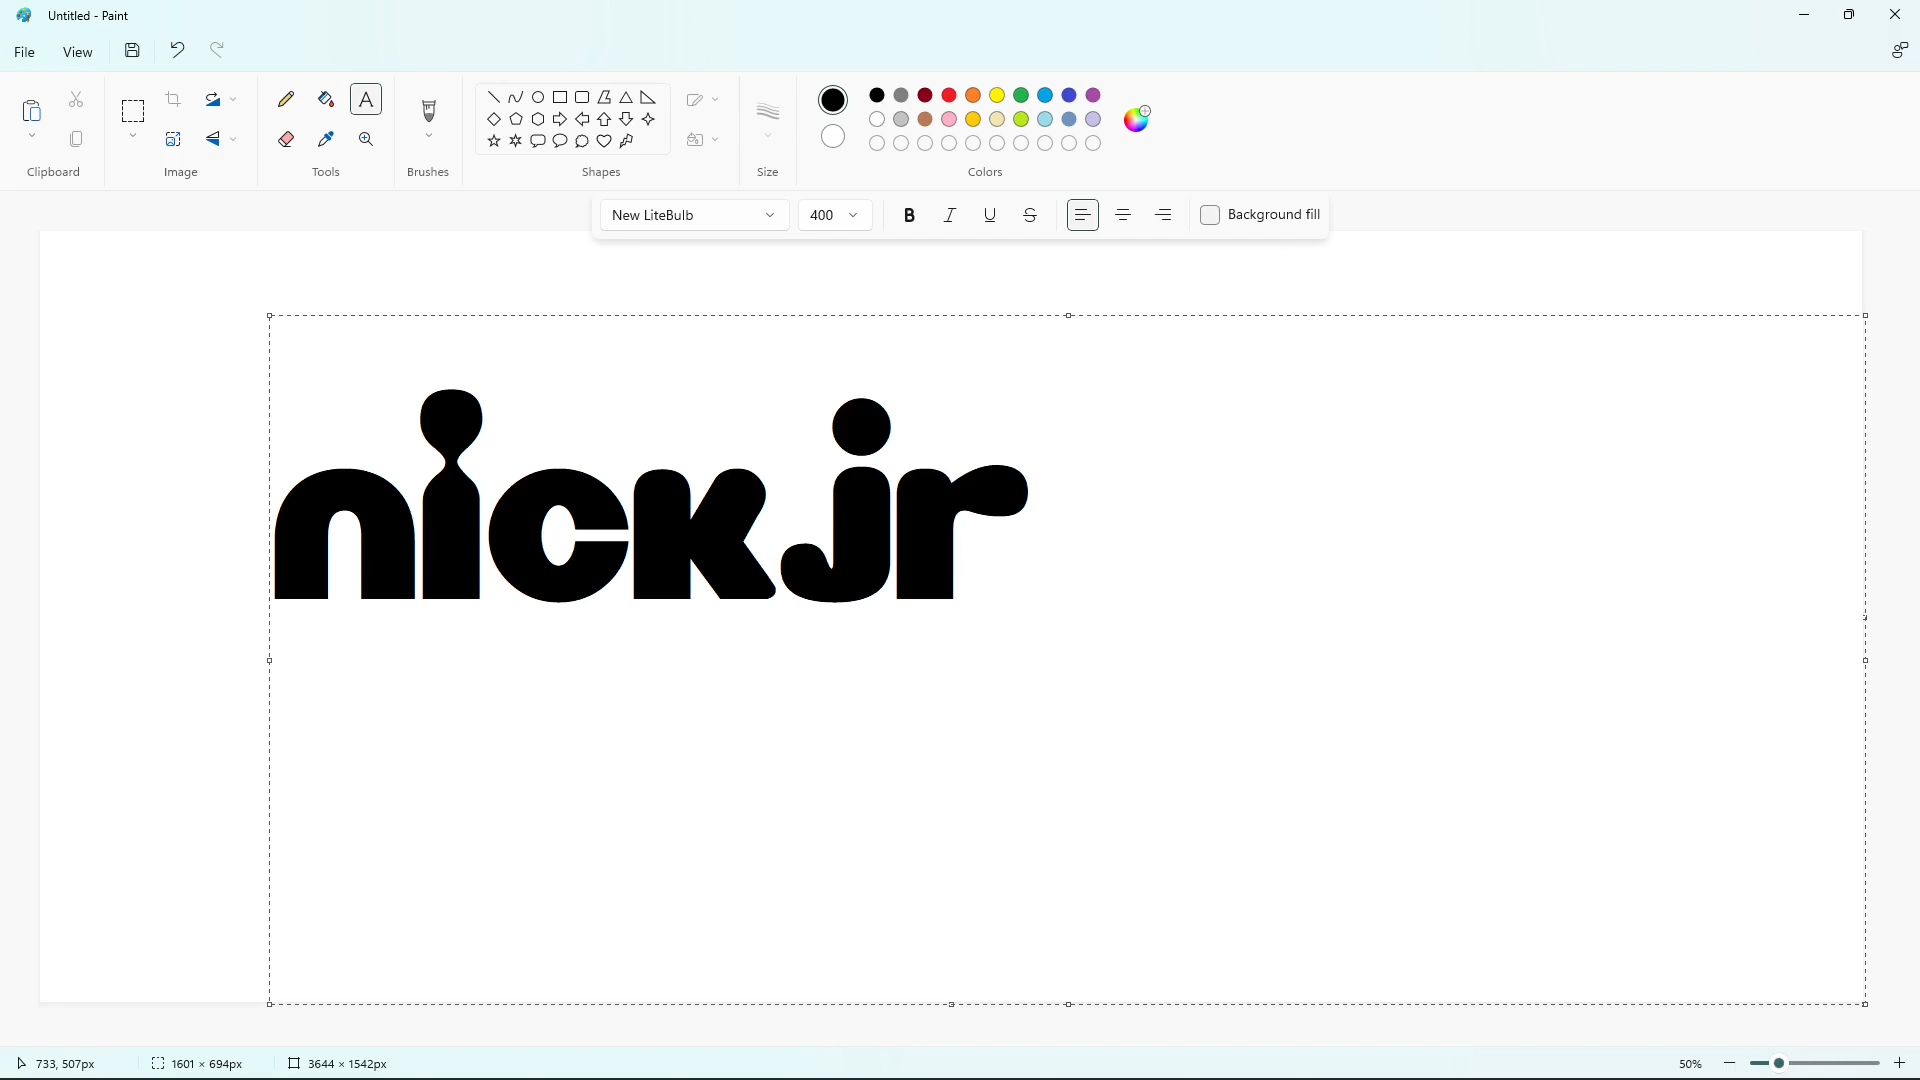 Untitled - Paint
File
View
Clipboard
Image
Tools
Brushes
Shapes
Size
Colors
New LiteBulb
400
B
I
U
S
Background fill
nickjr
733, 507px
1601 × 694px
3644 × 1542px
50%